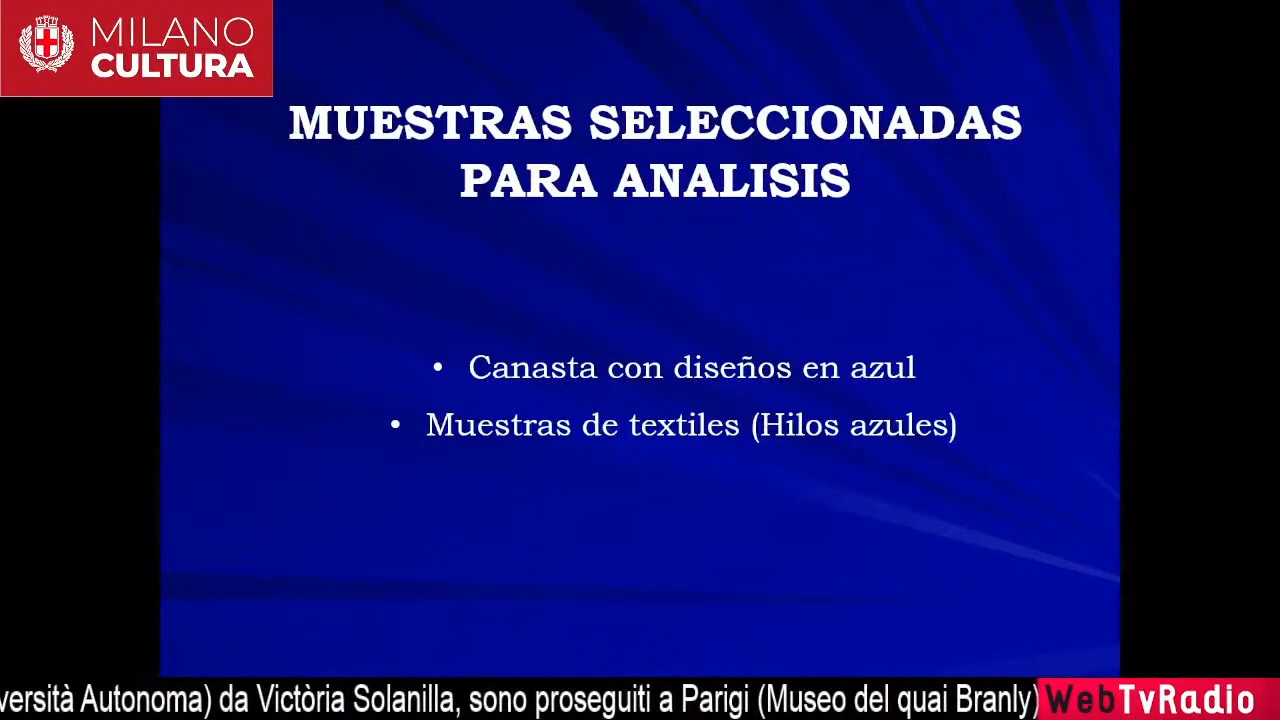 MILANO
CULTURA
MUESTRAS SELECCIONADAS
PARA ANALISIS
• Canasta con diseños en azul
• Muestras de textiles (Hilos azules)
versità Autonoma) da Victòria Solanilla, sono proseguiti a Parigi (Museo del quai Branly)
WebTvRadio